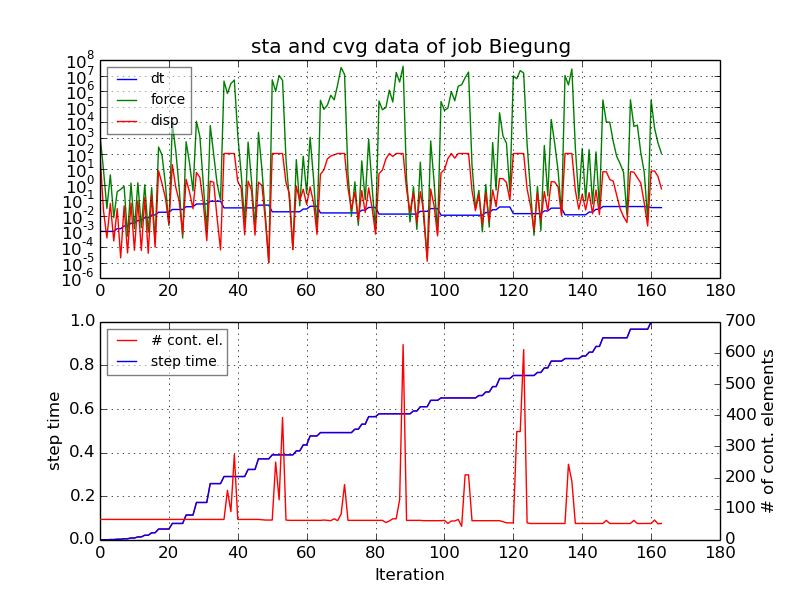 sta and cvg data of job Biegung
10^8
10^7
10^6
10^5
10^4
10^3
10^2
10^1
10^0
10^-1
10^-2
10^-3
10^-4
10^-5
10^-6
dt
force
disp
0 20 40 60 80 100 120 140 160 180
1.0
0.8
0.6
0.4
0.2
0.0
step time
# cont. el.
step time
700
600
500
400
300
200
100
0
# of cont. elements
0 20 40 60 80 100 120 140 160 180
Iteration